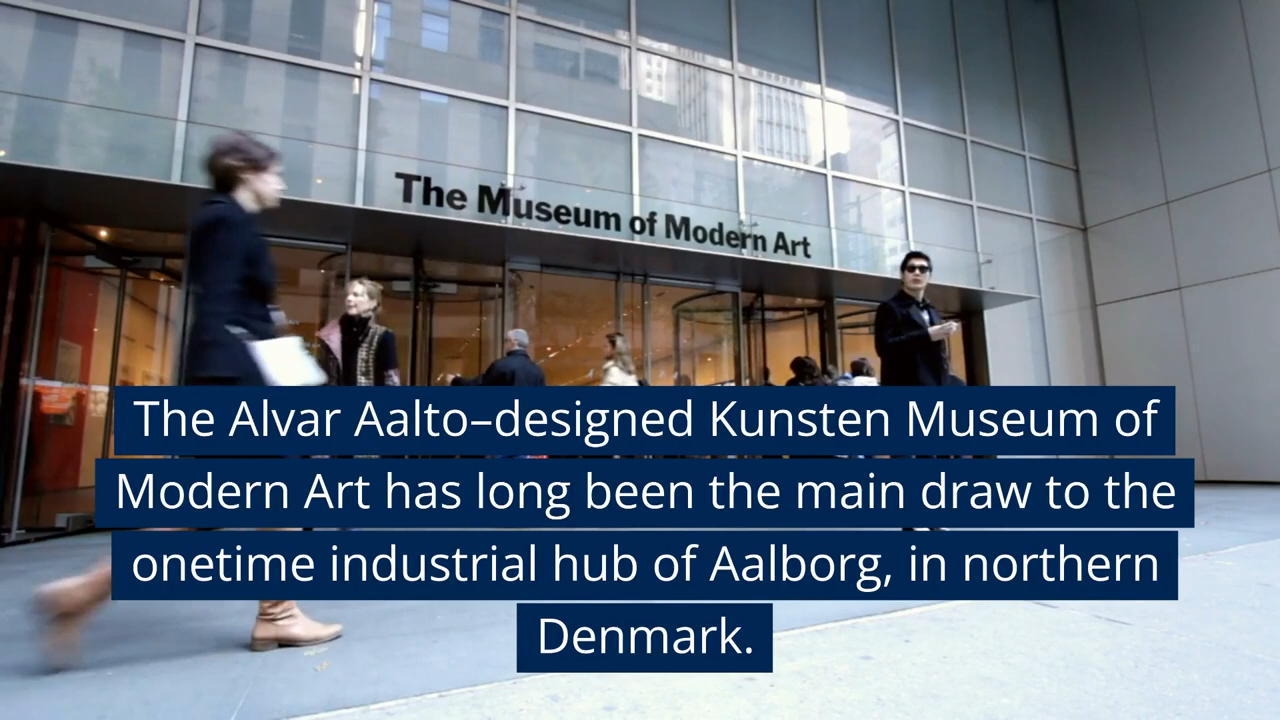 The Museum of Modern Art
The Alvar Aalto–designed Kunsten Museum of
Modern Art has long been the main draw to the
onetime industrial hub of Aalborg, in northern
Denmark.